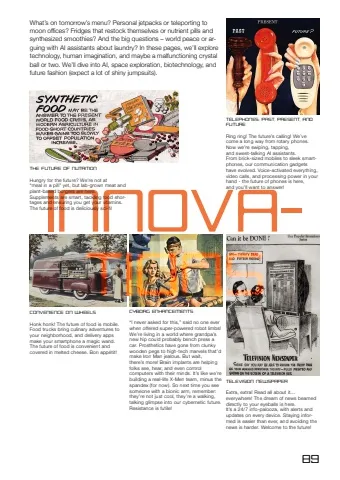 What's on tomorrow's menu? Personal jetpacks or teleporting to
moon offices? Fridges that restock themselves or nutrient pills and
synthesized smoothies? And the big questions – world peace or ar-
guing with AI assistants about laundry? In these pages, we'll explore
technology, human imagination, and maybe a malfunctioning crystal
ball or two. We'll dive into AI, space exploration, biotechnology, and
future fashion (expect a lot of shiny jumpsuits).
PRESENT
PAST
FUTURE?
TELEPHONES: PAST, PRESENT, AND
FUTURE
Ring ring! The future's calling! We've
come a long way from rotary phones.
Now we're swiping, tapping,
and sweet-talking AI assistants.
From brick-sized mobiles to sleek smart-
phones, our communication gadgets
have evolved. Voice-activated everything,
video calls, and processing power in your
hand - the future of phones is here,
and you'll want to answer!
SYNTHETIC
FOOD MAY BE THE
ANSWER TO THE PRESENT
WORLD FOOD CRISIS, AS
MODERN AGRICULTURE IN
FOOD-SHORT COUNTRIES
TO OFFSET POPULATION
INCREASE.
THE FUTURE OF NUTRITION
Hungry for the future? We're not at
"meal in a pill" yet, but lab-grown meat and
plant-based burgers are here.
Supplements are smart, tackling food shor-
tages and ensuring you get your vitamins.
The future of food is deliciously sci-fi!
INNOVA-
CONVENIENCE ON WHEELS
Honk honk! The future of food is mobile.
Food trucks bring culinary adventures to
your neighborhood, and delivery apps
make your smartphone a magic wand.
The future of food is convenient and
covered in melted cheese. Bon appétit!
CYBORG ENHANCEMENTS
"I never asked for this," said no one ever
when offered super-powered robot limbs!
We're living in a world where grandpa's
new hip could probably bench press a
car. Prosthetics have gone from clunky
wooden pegs to high-tech marvels that'd
make Iron Man jealous. But wait,
there's more! Brain implants are helping
folks see, hear, and even control
computers with their minds. It's like we're
building a real-life X-Men team, minus the
spandex (for now). So next time you see
someone with a bionic arm, remember:
they're not just cool, they're a walking,
talking glimpse into our cybernetic future.
Resistance is futile!
Can it be DONE?
TELEVISION NEWSPAPER
TELEVISION NEWSPAPER
Extra, extra! Read all about it...
everywhere! The dream of news beamed
directly to your eyeballs is here.
It's a 24/7 info-palooza, with alerts and
updates on every device. Staying infor-
med is easier than ever, and avoiding the
news is harder. Welcome to the future!
89